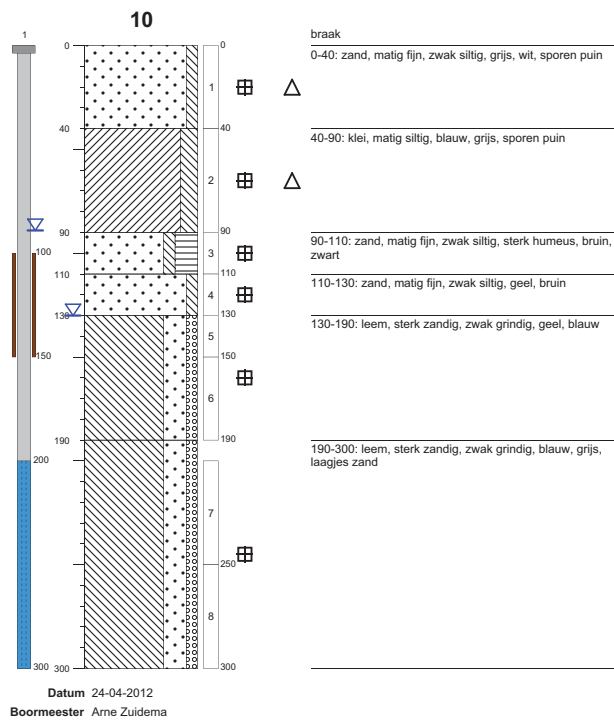 10
1
braak
0
0
0-40: zand, matig fijn, zwak siltig, grijs, wit, sporen puin
1
40
40
40-90: klei, matig siltig, blauw, grijs, sporen puin
2
90
90
90-110: zand, matig fijn, zwak siltig, sterk humeus, bruin,
zwart
100
3
110
110
110-130: zand, matig fijn, zwak siltig, geel, bruin
4
130
130
130-190: leem, sterk zandig, zwak grindig, geel, blauw
5
150
150
6
190
190
190-300: leem, sterk zandig, zwak grindig, blauw, grijs,
laagjes zand
200
7
250
8
300
300
300
Datum 24-04-2012
Boormeester Arne Zuidema